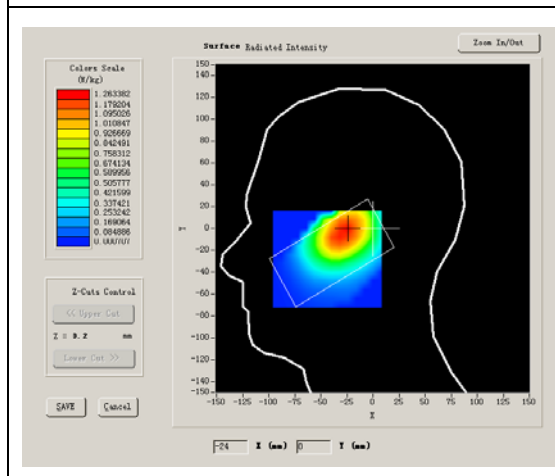 Surface Radiated Intensity
Zoom In/Out
Colors Scale
(W/kg)
1.263382
1.179204
1.095026
1.010847
0.926669
0.842491
0.758312
0.674134
0.589956
0.505777
0.421599
0.337421
0.253242
0.169064
0.084886
150
140
120
100
80
60
40
20
0
-20
-40
-60
-80
-100
-120
-140
-150
Y
-150 -125 -100 -75 -50 -25 0 25 50 75 100 125 150
X
Z-Cuts Control
<< Upper Cut
Z = 0.2 mm
Lower Cut >>
SAVE
Cancel
-24 X (mm) 0 Y (mm)